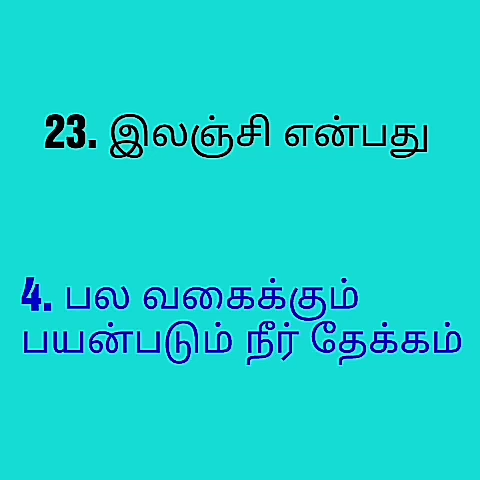 23. இலஞ்சி என்பது
4. பல வகைக்கும்
பயன்படும் நீர் தேக்கம்